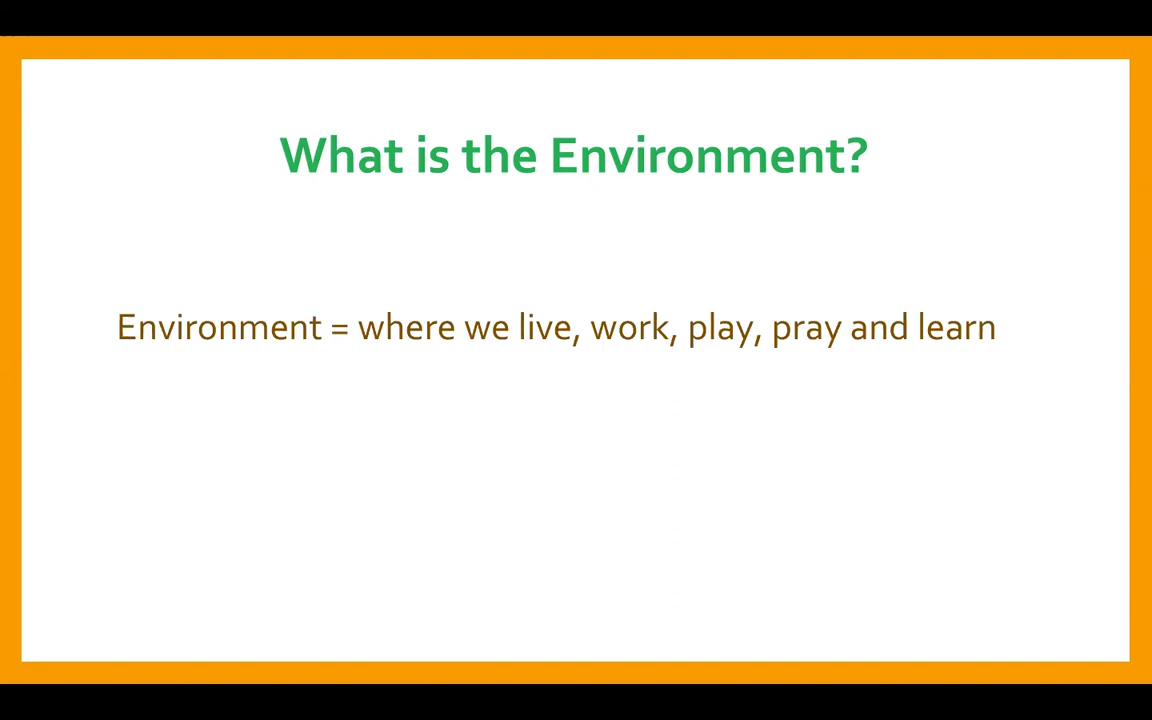 What is the Environment?
Environment = where we live, work, play, pray and learn